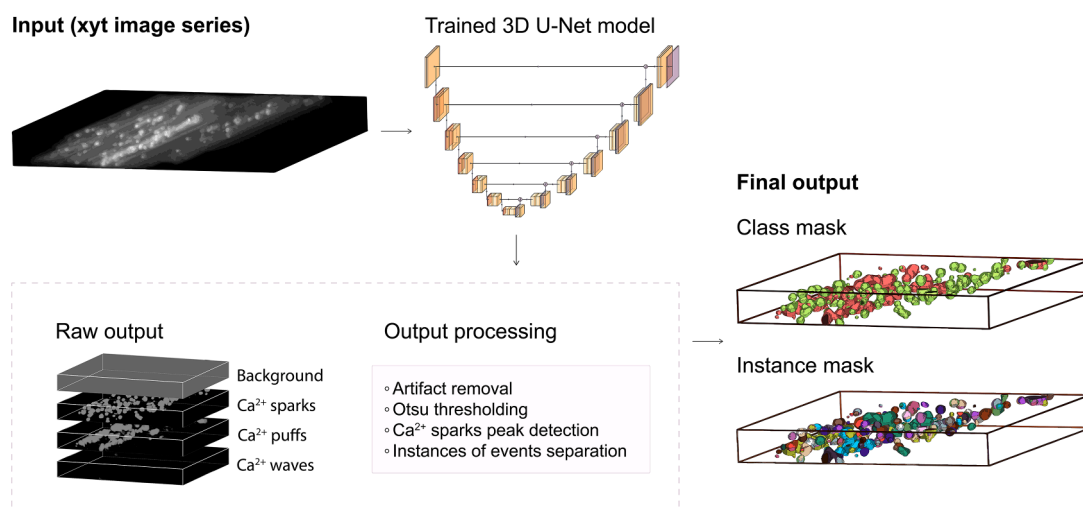 Input (xyt image series)
Trained 3D U-Net model
Raw output
Background
Ca²⁺ sparks
Ca²⁺ puffs
Ca²⁺ waves
Output processing
◦ Artifact removal
◦ Otsu thresholding
◦ Ca²⁺ sparks peak detection
◦ Instances of events separation
Final output
Class mask
Instance mask